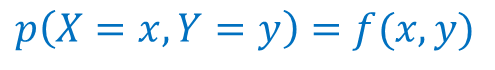 p(X = x, Y = y) = f(x, y)